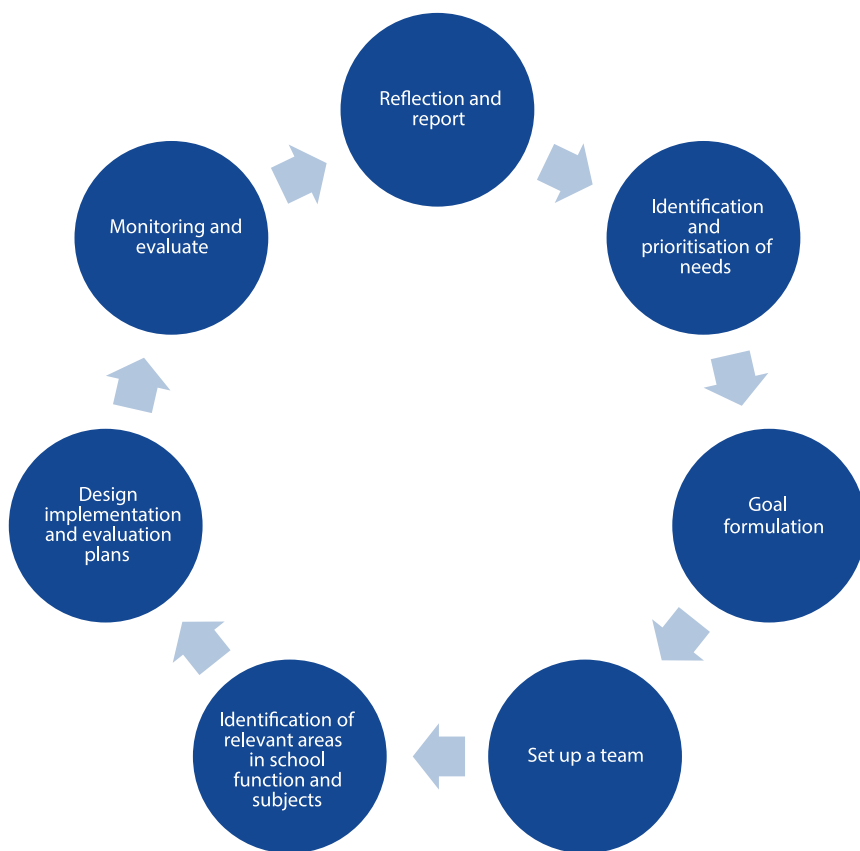 Reflection and
report
Identification
and
prioritisation of
needs
Goal
formulation
Set up a team
Identification of
relevant areas
in school
function and
subjects
Design
implementation
and evaluation
plans
Monitoring and
evaluate